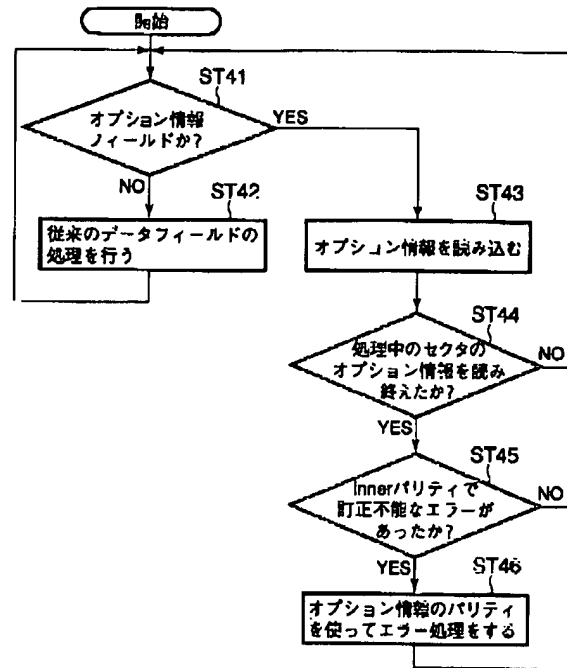 開始
ST41
オプション情報
フィールドか?
YES
NO
ST42
従来のデータフィールドの
処理を行う
ST43
オプション情報を読み込む
ST44
処理中のセクタの
オプション情報を読み
終えたか?
NO
YES
ST45
Innerパリティで
訂正不能なエラーが
あったか?
NO
YES
ST46
オプション情報のパリティ
を使ってエラー処理をする